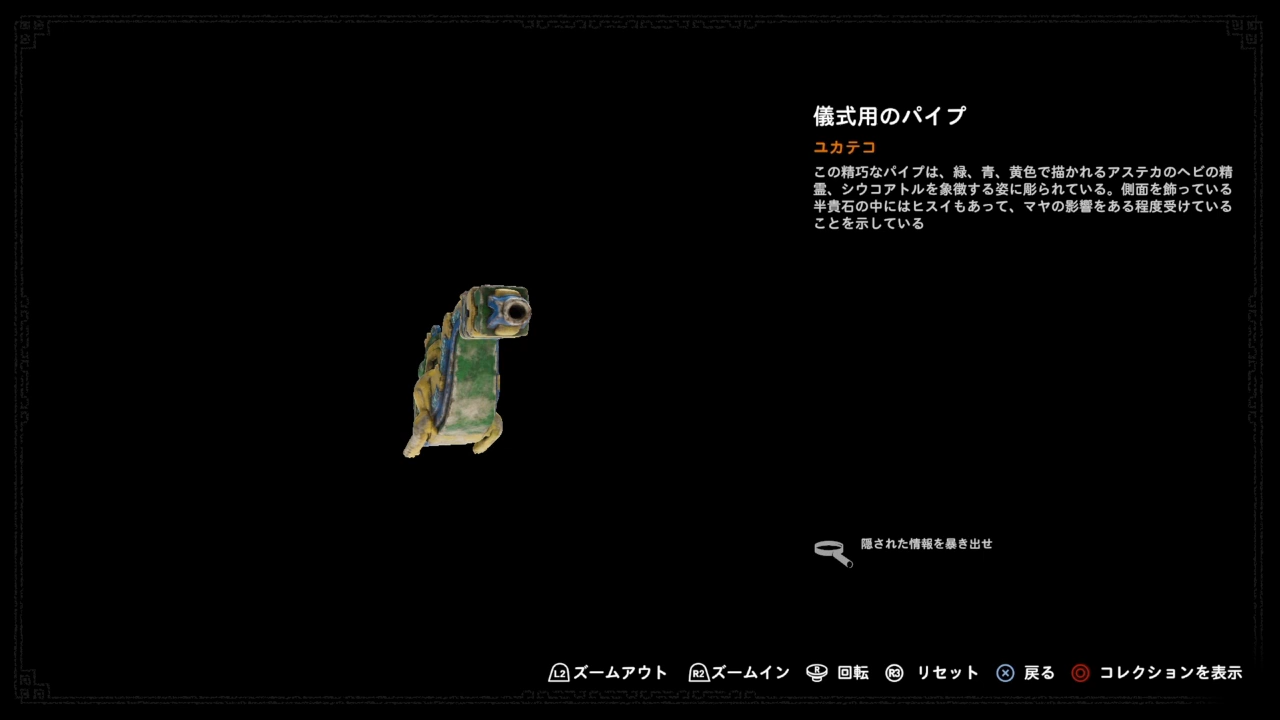 儀式用のパイプ
ユカテコ
この精巧なパイプは、緑、青、黄色で描かれるアステカのヘビの精
霊、シウコアトルを象徴する姿に彫られている。側面を飾っている
半貴石の中にはヒスイもあって、マヤの影響をある程度受けている
ことを示している
隠された情報を暴き出せ
L2 ズームアウト R2 ズームイン R 回転 R3 リセット 戻る コレクションを表示